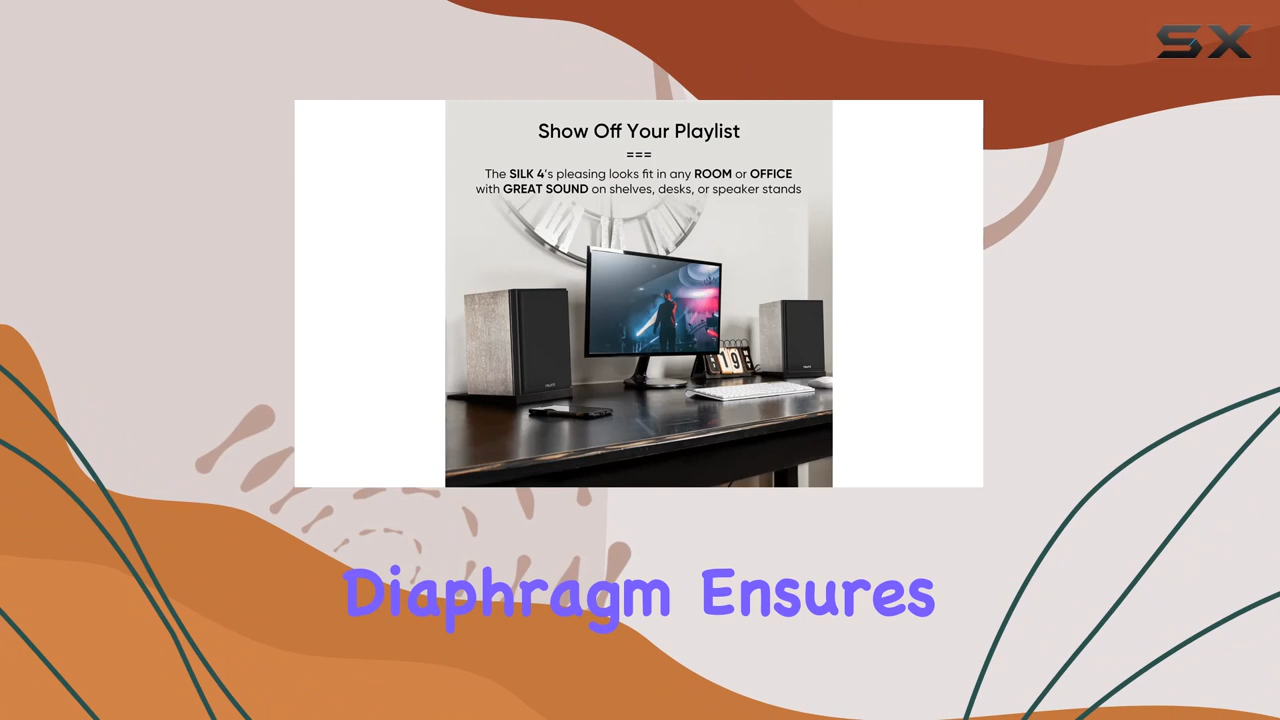 SX
Show Off Your Playlist
===
The SILK 4's pleasing looks fit in any ROOM or OFFICE
with GREAT SOUND on shelves, desks, or speaker stands
Diaphragm Ensures